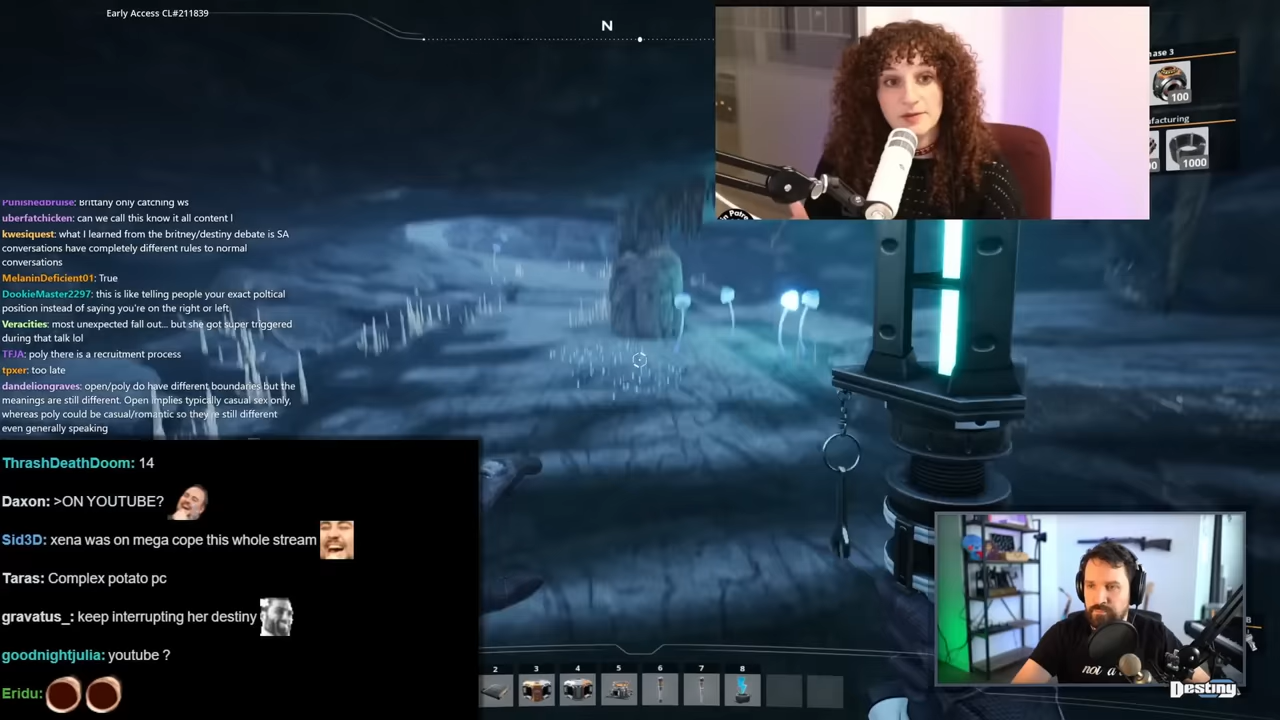 Early Access CL#211839
N
ase 3
100
facturing
1000
PunishedBruise: Brittany only catching ws
uberfatchicken: can we call this know it all content l
kwesiquest: what I learned from the britney/destiny debate is SA
conversations have completely different rules to normal
conversations
MelaninDeficient01: True
DookieMaster2297: this is like telling people your exact poltical
position instead of saying you're on the right or left
Veracities: most unexpected fall out... but she got super triggered
during that talk lol
TFJA: poly there is a recruitment process
tpxer: too late
dandeliongraves: open/poly do have different boundaries but the
meanings are still different. Open implies typically casual sex only,
whereas poly could be casual/romantic so they're still different
even generally speaking
ThrashDeathDoom: 14
Daxon: >ON YOUTUBE?
Sid3D: xena was on mega cope this whole stream
Taras: Complex potato pc
gravatus_: keep interrupting her destiny
goodnightjulia: youtube ?
Eridu:
2 3 4 5 6 7 8
not a
Destiny